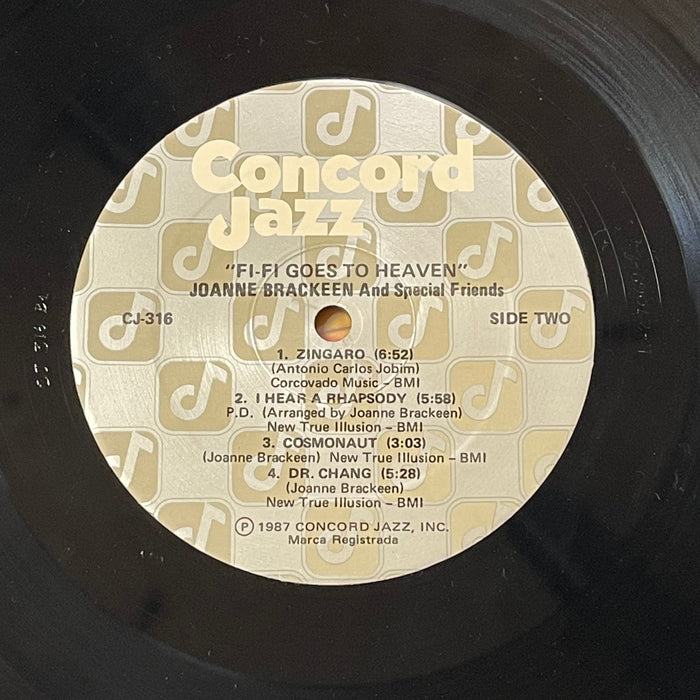 Concord
Jazz
"FI-FI GOES TO HEAVEN"
JOANNE BRACKEEN And Special Friends
CJ-316
SIDE TWO
1. ZINGARO (6:52)
(Antonio Carlos Jobim)
Corcovado Music – BMI
2. I HEAR A RHAPSODY (5:58)
P.D. (Arranged by Joanne Brackeen)
New True Illusion – BMI
3. COSMONAUT (3:03)
(Joanne Brackeen) New True Illusion – BMI
4. DR. CHANG (5:28)
(Joanne Brackeen)
New True Illusion – BMI
Ⓟ 1987 CONCORD JAZZ, INC.
Marca Registrada